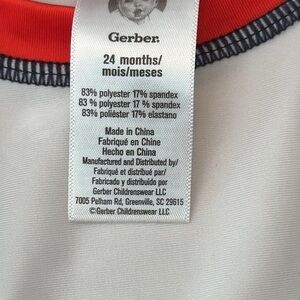 Gerber.
24 months/
mois/meses
83% polyester 17% spandex
83 % polyester 17 % spandex
83% poliéster 17% elastano
Made in China
Fabriqué en Chine
Hecho en China
Manufactured and Distributed by/
Fabriqué et distribué par/
Fabricado y distribuido por
Gerber Childrenswear LLC
7005 Pelham Rd, Greenville, SC 29615
©Gerber Childrenswear LLC